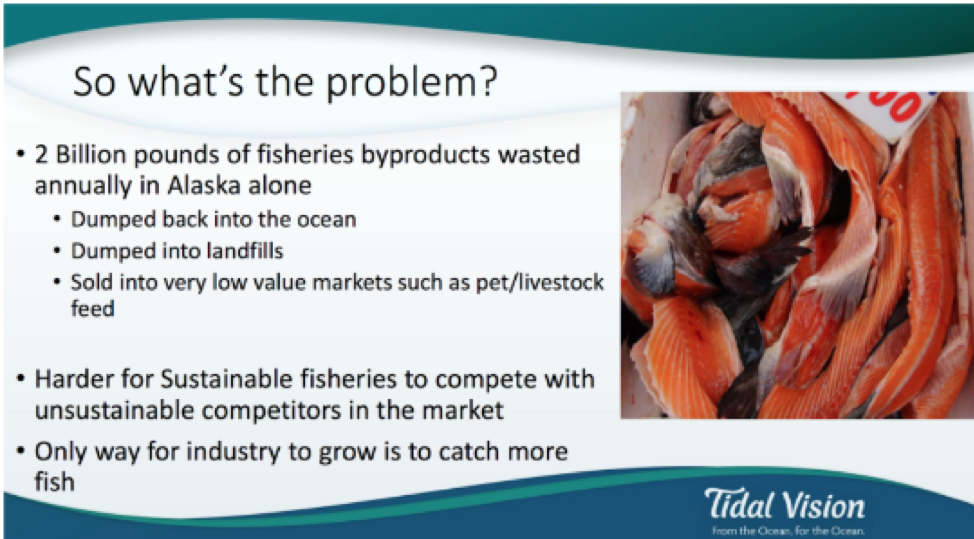 So what's the problem?
• 2 Billion pounds of fisheries byproducts wasted
annually in Alaska alone
• Dumped back into the ocean
• Dumped into landfills
• Sold into very low value markets such as pet/livestock
feed
• Harder for Sustainable fisheries to compete with
unsustainable competitors in the market
• Only way for industry to grow is to catch more
fish
Tidal Vision
From the Ocean, for the Ocean.